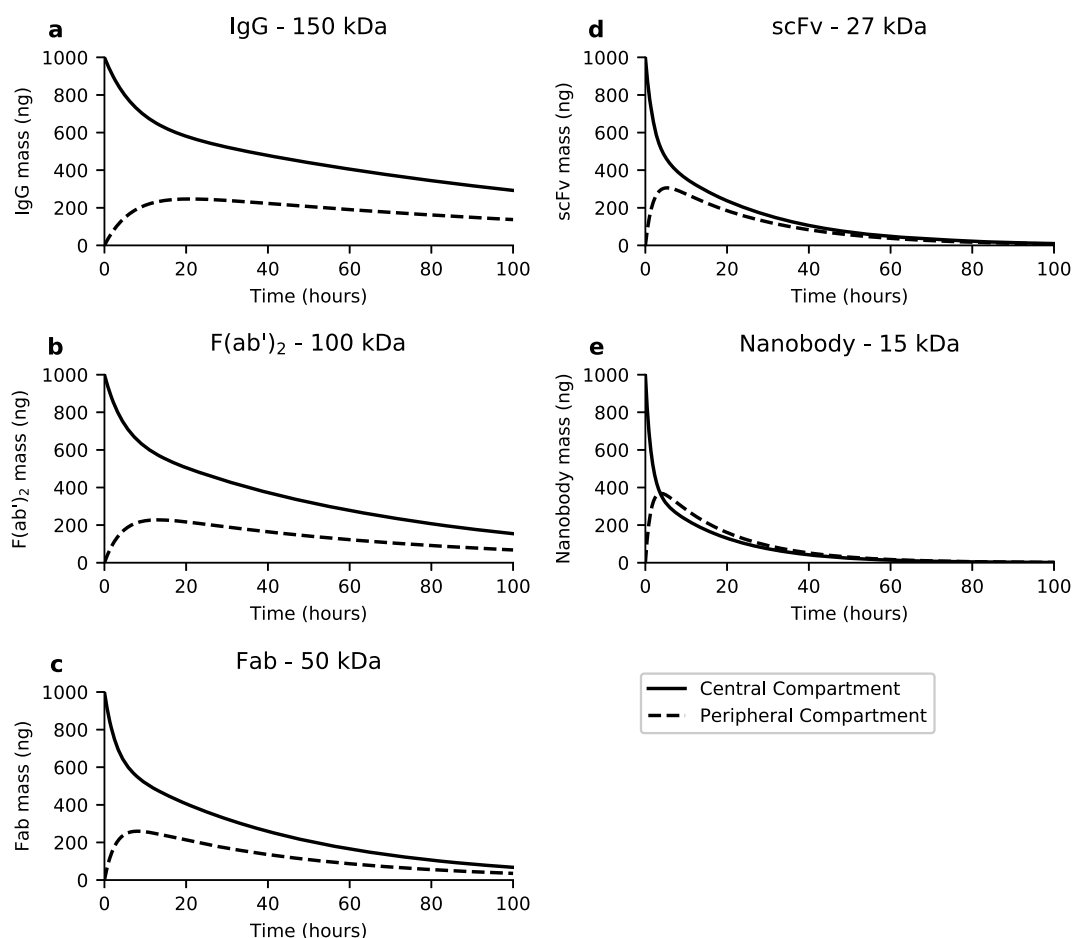 a
IgG - 150 kDa
1000
800
600
400
200
0
IgG mass (ng)
0 20 40 60 80 100
Time (hours)
b
F(ab')2 - 100 kDa
1000
800
600
400
200
0
F(ab')2 mass (ng)
0 20 40 60 80 100
Time (hours)
c
Fab - 50 kDa
1000
800
600
400
200
0
Fab mass (ng)
0 20 40 60 80 100
Time (hours)
d
scFv - 27 kDa
1000
800
600
400
200
0
scFv mass (ng)
0 20 40 60 80 100
Time (hours)
e
Nanobody - 15 kDa
1000
800
600
400
200
0
Nanobody mass (ng)
0 20 40 60 80 100
Time (hours)
Central Compartment
Peripheral Compartment